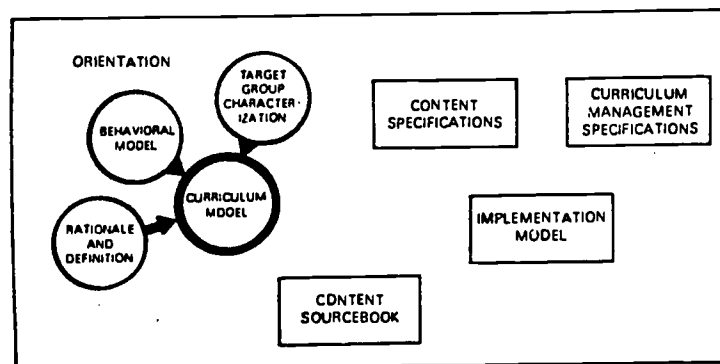 ORIENTATION
TARGET
GROUP
CHARACTER-
IZATION
BEHAVIORAL
MODEL
CURRICULUM
MODEL
RATIONALE
AND
DEFINITION
CONTENT
SPECIFICATIONS
CURRICULUM
MANAGEMENT
SPECIFICATIONS
IMPLEMENTATION
MODEL
CONTENT
SOURCEBOOK